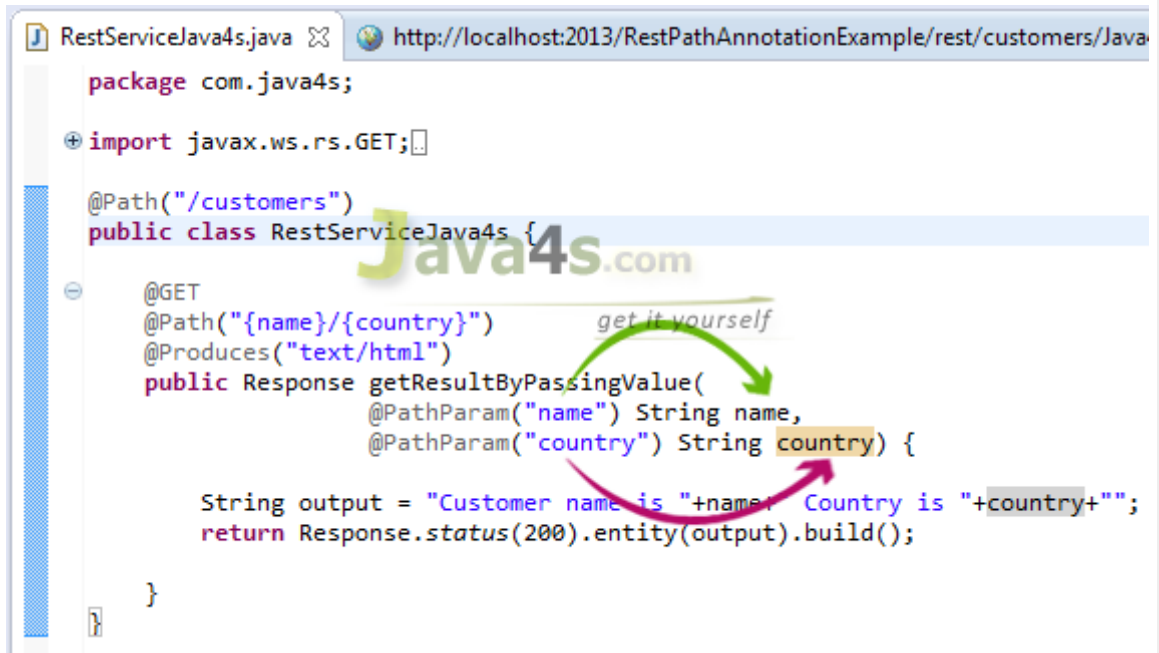 RestServiceJava4s.java http://localhost:2013/RestPathAnnotationExample/rest/customers/Java
package com.java4s;
import javax.ws.rs.GET;
@Path("/customers")
public class RestServiceJava4s {
Java4s.com
@GET
@Path("{name}/{country}")
get it yourself
@Produces("text/html")
public Response getResultByPassingValue(
@PathParam("name") String name,
@PathParam("country") String country) {
String output = "Customer name is "+name+ Country is "+country+"";
return Response.status(200).entity(output).build();
}
}